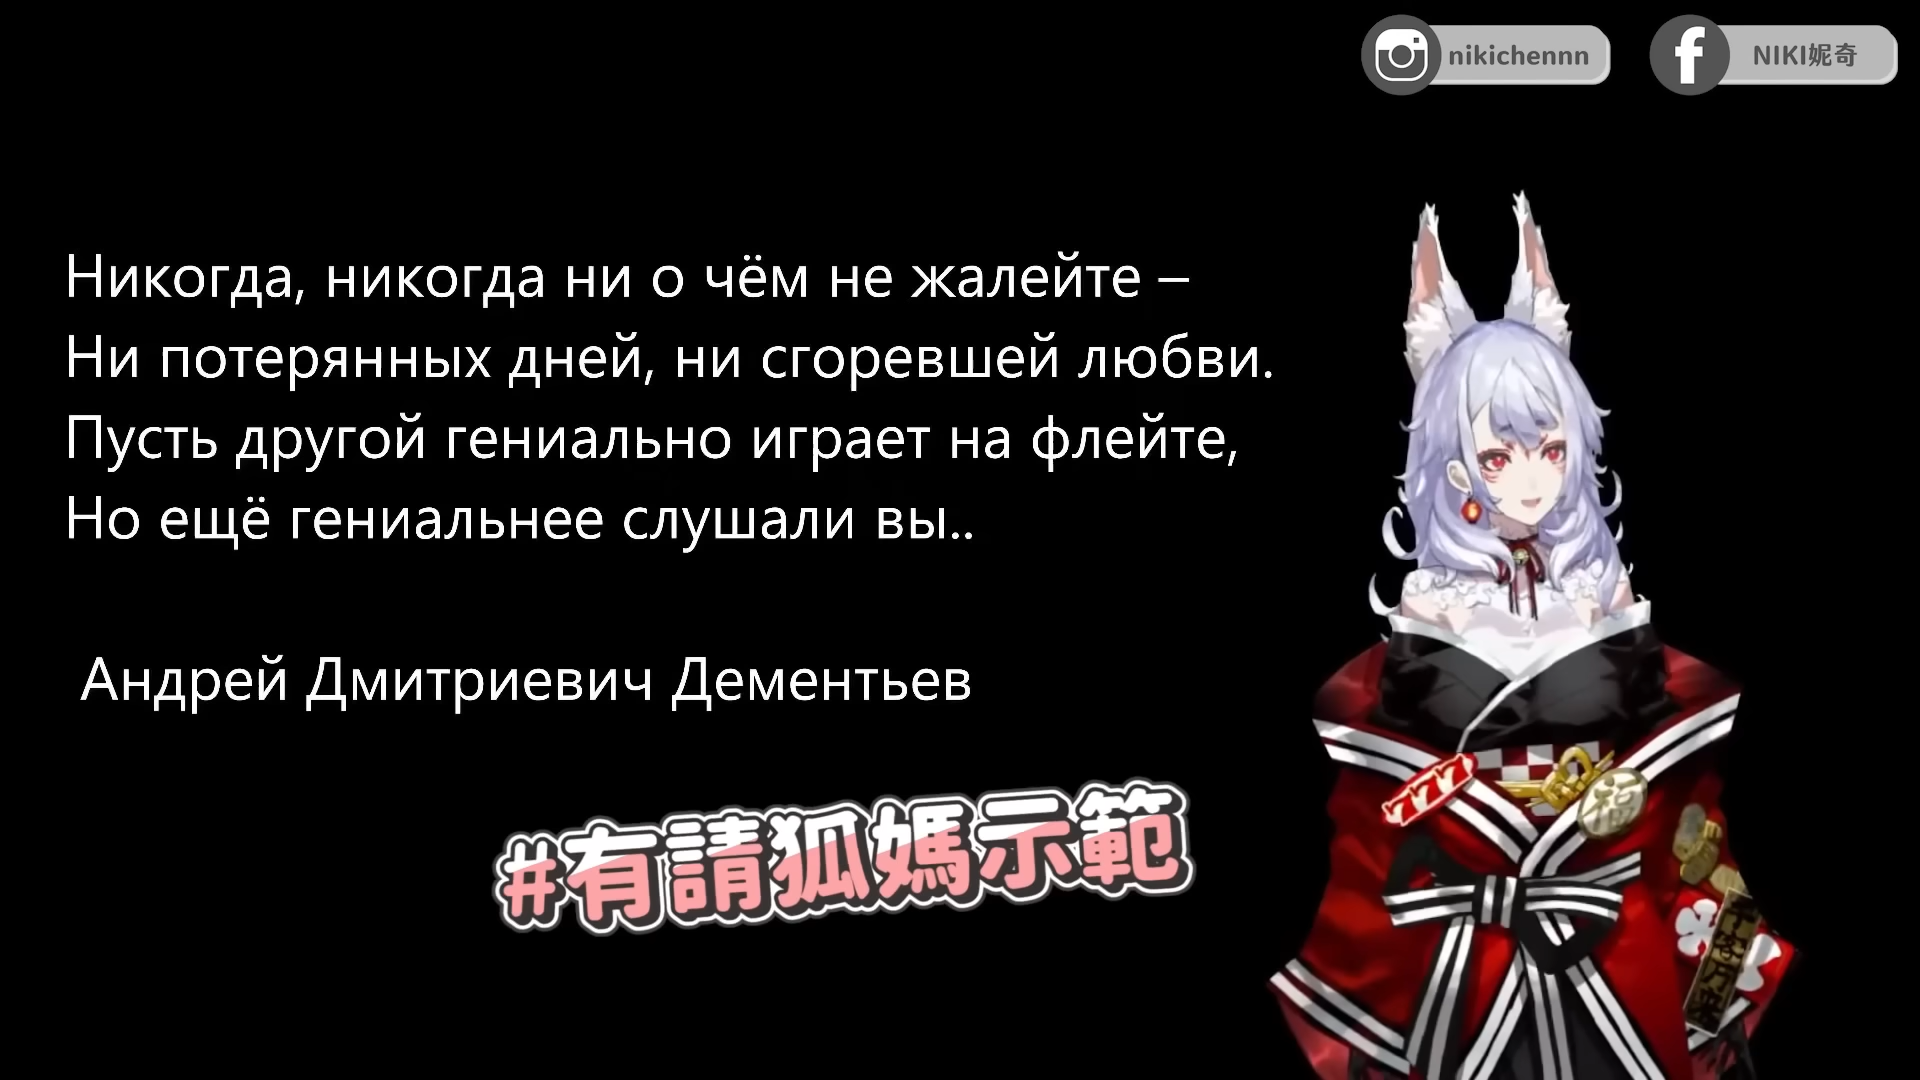 nikichennn
NIKI妮奇
Никогда, никогда ни о чём не жалейте –
Ни потерянных дней, ни сгоревшей любви.
Пусть другой гениально играет на флейте,
Но ещё гениальнее слушали вы..
Андрей Дмитриевич Дементьев
777
福
#有請狐媽示範